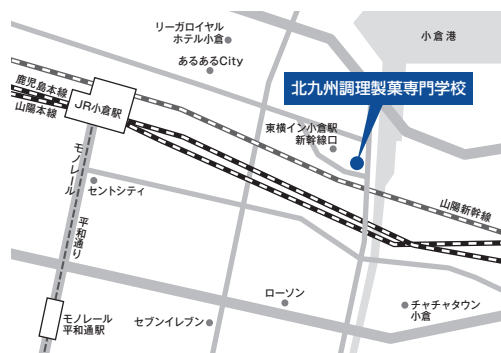 リーガロイヤル
ホテル小倉
あるあるCity
小倉港
北九州調理製菓専門学校
鹿児島本線
山陽本線
JR小倉駅
東横イン小倉駅
新幹線口
モノレール
セントシティ
山陽新幹線
平和通り
ローソン
チャチャタウン
小倉
モノレール
平和通駅
セブンイレブン